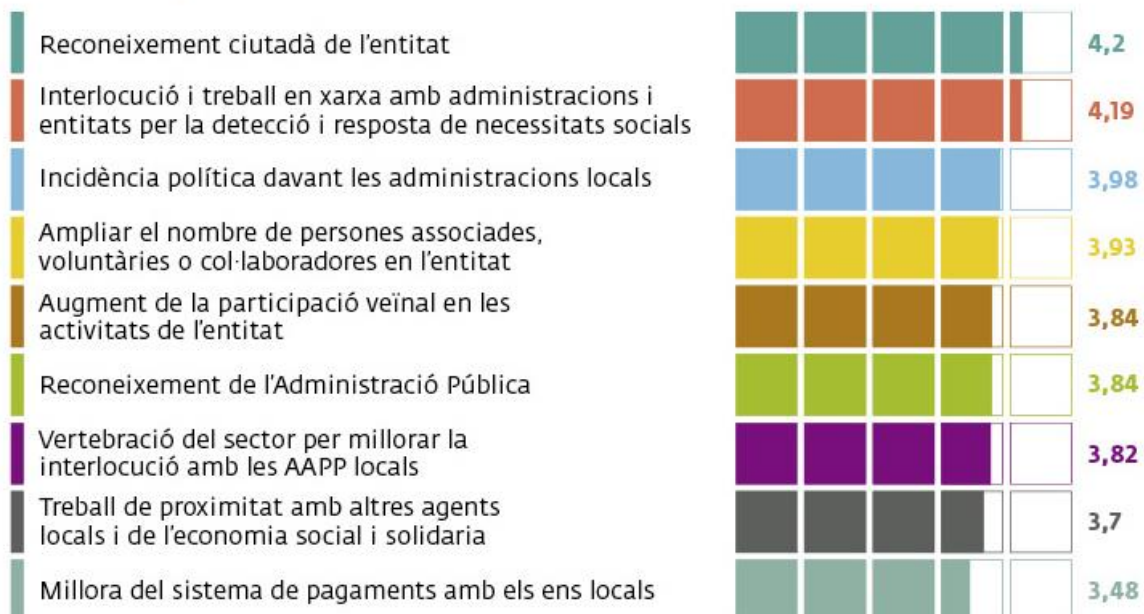 Reconeixement ciutadà de l'entitat
4,2
Interlocució i treball en xarxa amb administracions i
entitats per la detecció i resposta de necessitats socials
4,19
Incidència política davant les administracions locals
3,98
Ampliar el nombre de persones associades,
voluntàries o col·laboradores en l'entitat
3,93
Augment de la participació veïnal en les
activitats de l'entitat
3,84
Reconeixement de l'Administració Pública
3,84
Vertebració del sector per millorar la
interlocució amb les AAPP locals
3,82
Treball de proximitat amb altres agents
locals i de l'economia social i solidaria
3,7
Millora del sistema de pagaments amb els ens locals
3,48